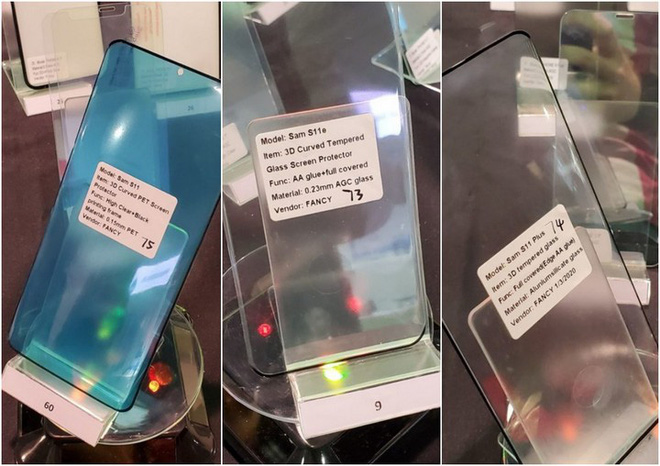 Model: Sam S11
Item: 3D Curved PET Screen
Protector
Func: High Clear+Black
printing frame
Material: 0.15mm PET
Vendor: FANCY
75
60
Model: Sam S11e
Item: 3D Curved Tempered
Glass Screen Protector
Func: AA glue+full covered
Material: 0.23mm AGC glass
Vendor: FANCY
73
9
Model: Sam S11 Plus
74
Item: 3D tempered glass
Func: Full covered(Edge AA glue)
Material: Alunilumsilicate glass
Vendor: FANCY 1/3/2020